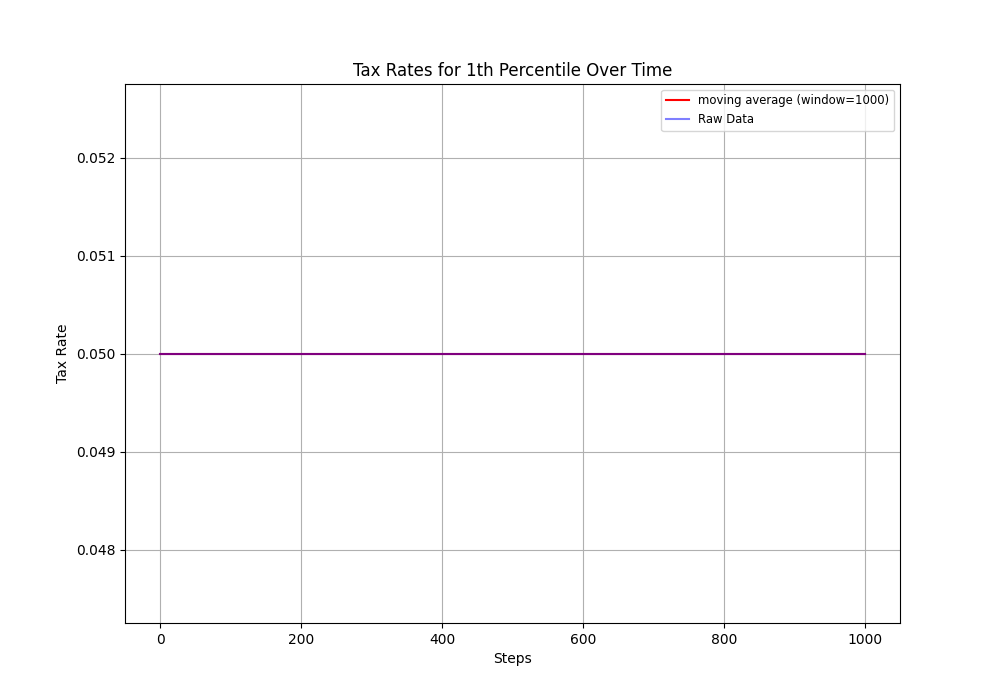 Tax Rates for 1th Percentile Over Time
moving average (window=1000)
Raw Data
0.052
0.051
0.050
0.049
0.048
Tax Rate
0 200 400 600 800 1000
Steps